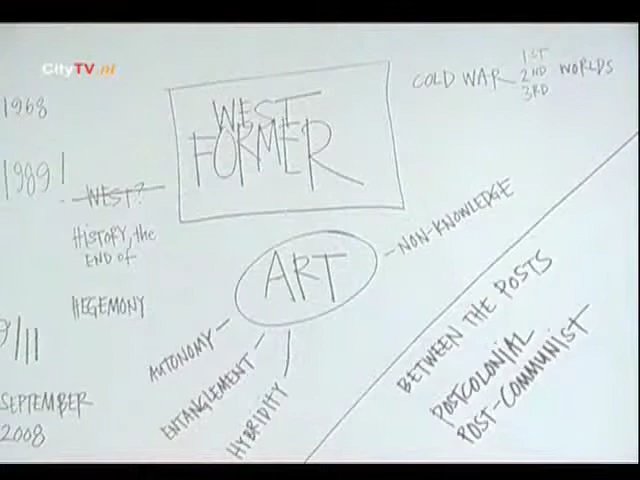 CityTV.nl
1968
1989!
WEST?
HISTORY, the
END OF
HEGEMONY
9/11
SEPTEMBER
2008
WEST
FORMER
COLD WAR
1ST
2ND
3RD
WORLDS
ART
NON-KNOWLEDGE
AUTONOMY
ENTANGLEMENT
HYBRIDITY
BETWEEN THE POSTS
POSTCOLONIAL
POST-COMMUNIST